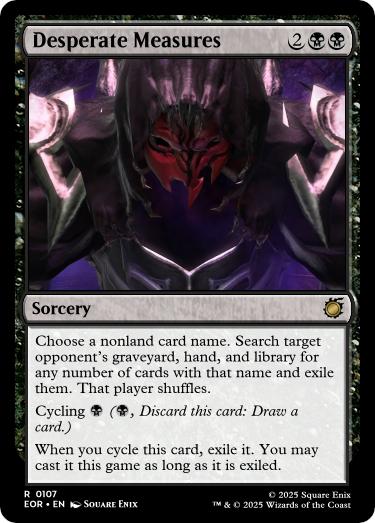 Desperate Measures 2
Sorcery
Choose a nonland card name. Search target
opponent's graveyard, hand, and library for
any number of cards with that name and exile
them. That player shuffles.
Cycling (, Discard this card: Draw a
card.)
When you cycle this card, exile it. You may
cast it this game as long as it is exiled.
R 0107
EOR • EN SQUARE ENIX
© 2025 Square Enix
™ & © 2025 Wizards of the Coast